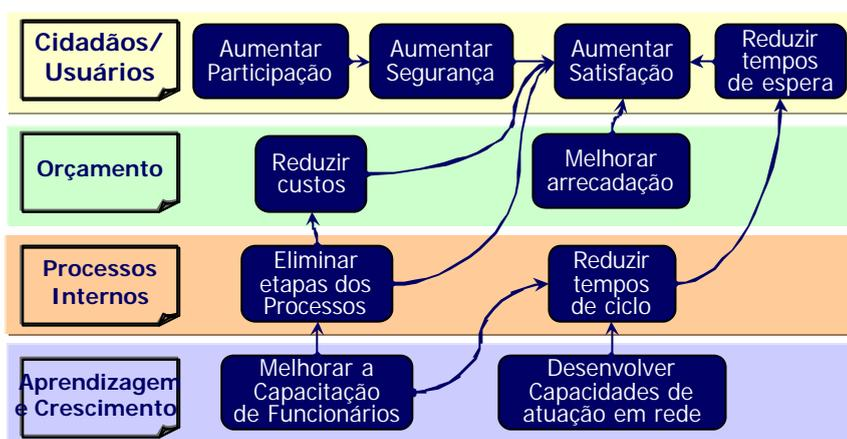 Cidadãos/
Usuários
Aumentar
Participação
Aumentar
Segurança
Aumentar
Satisfação
Reduzir
tempos
de espera
Orçamento
Reduzir
custos
Melhorar
arrecadação
Processos
Internos
Eliminar
etapas dos
Processos
Reduzir
tempos
de ciclo
Aprendizagem
e Crescimento
Melhorar a
Capacitação
de Funcionários
Desenvolver
Capacidades de
atuação em rede